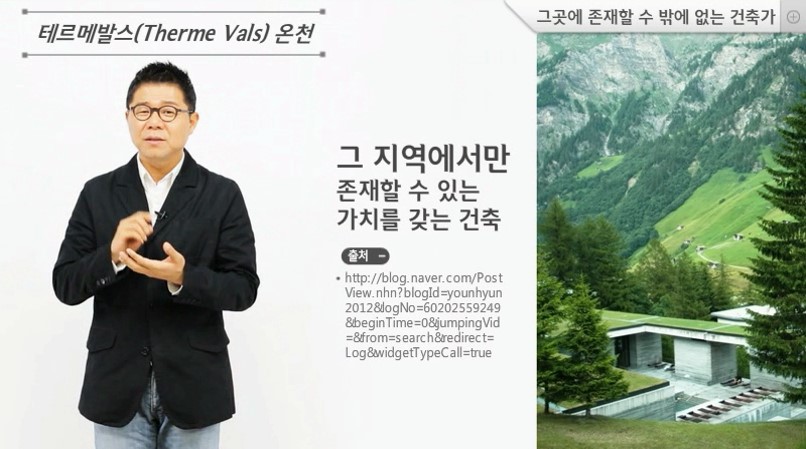 테르메발스(Therme Vals) 온천
그곳에 존재할 수 밖에 없는 건축가
그 지역에서만
존재할 수 있는
가치를 갖는 건축
출처 −
• http://blog.naver.com/Post
View.nhn?blogId=younhyun
2012&logNo=60202559249
&beginTime=0&jumpingVid
=&from=search&redirect=
Log&widgetTypeCall=true